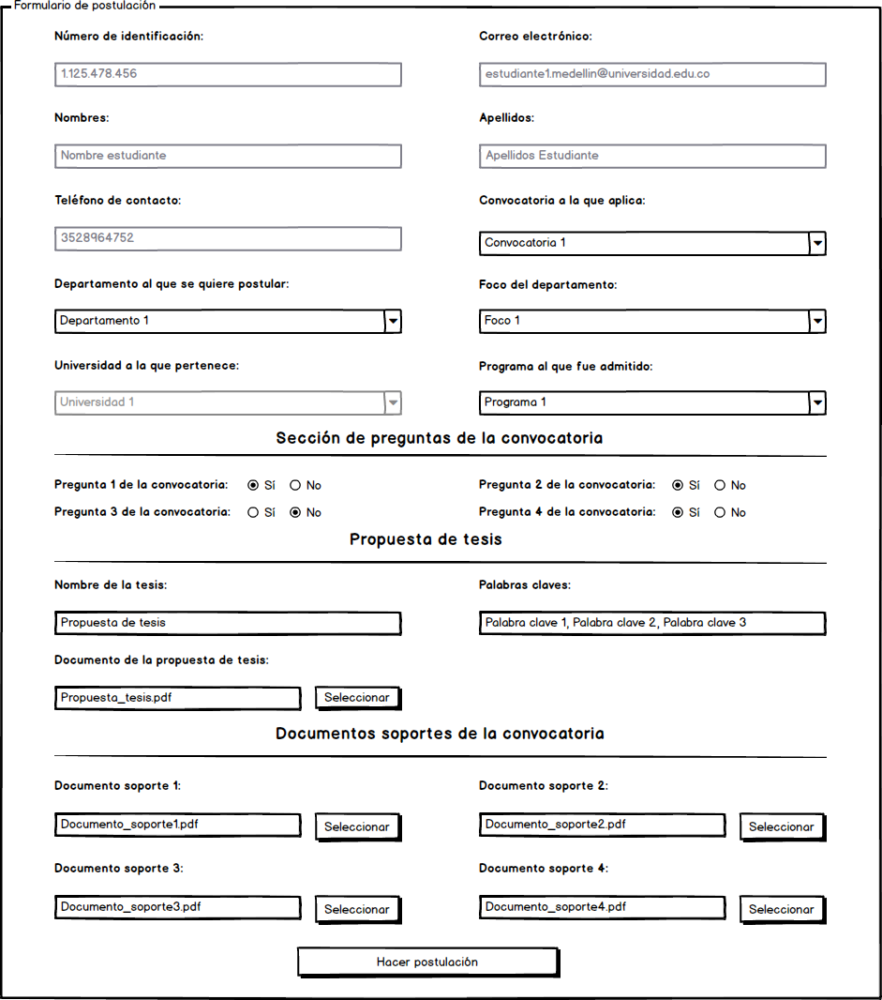 Formulario de postulación
Número de identificación: Correo electrónico:
1.125.478.456 estudiante1.medellin@universidad.edu.co
Nombres: Apellidos:
Nombre estudiante Apellidos Estudiante
Teléfono de contacto: Convocatoria a la que aplica:
3528964752 Convocatoria 1
Departamento al que se quiere postular: Foco del departamento:
Departamento 1 Foco 1
Universidad a la que pertenece: Programa al que fue admitido:
Universidad 1 Programa 1
Sección de preguntas de la convocatoria
Pregunta 1 de la convocatoria: Sí No Pregunta 2 de la convocatoria: Sí No
Pregunta 3 de la convocatoria: Sí No Pregunta 4 de la convocatoria: Sí No
Propuesta de tesis
Nombre de la tesis: Palabras claves:
Propuesta de tesis Palabra clave 1, Palabra clave 2, Palabra clave 3
Documento de la propuesta de tesis:
Propuesta_tesis.pdf Seleccionar
Documentos soportes de la convocatoria
Documento soporte 1: Documento soporte 2:
Documento_soporte1.pdf Seleccionar Documento_soporte2.pdf Seleccionar
Documento soporte 3: Documento soporte 4:
Documento_soporte3.pdf Seleccionar Documento_soporte4.pdf Seleccionar
Hacer postulación